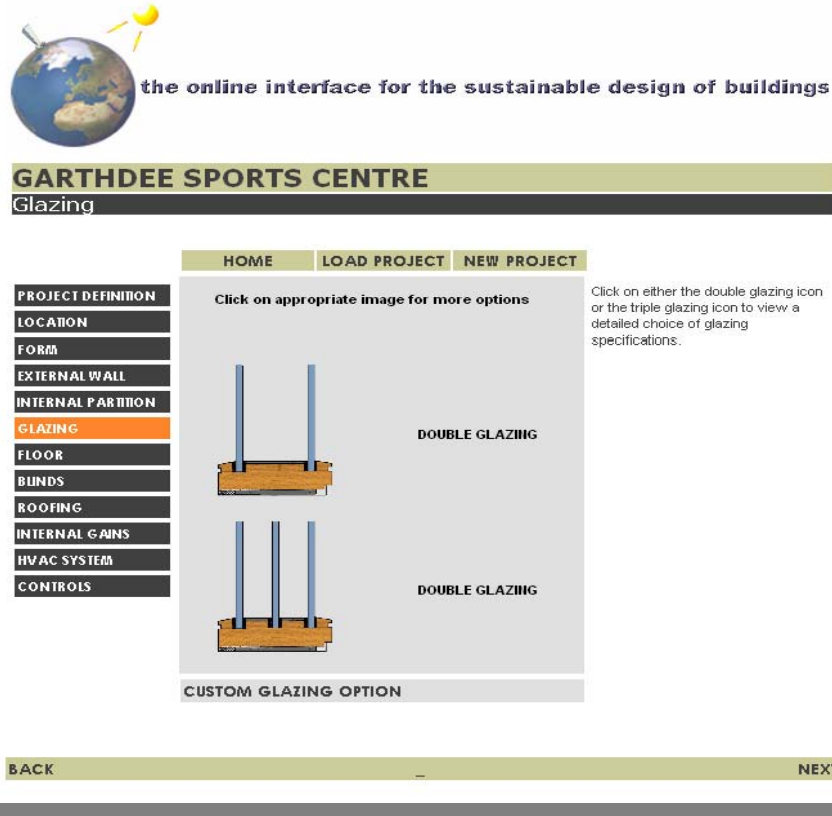 the online interface for the sustainable design of buildings
GARTHDEE SPORTS CENTRE
Glazing
HOME LOAD PROJECT NEW PROJECT
PROJECT DEFINITION
LOCATION
FORM
EXTERNAL WALL
INTERNAL PARTITION
GLAZING
FLOOR
BLINDS
ROOFING
INTERNAL GAINS
HVAC SYSTEM
CONTROLS
Click on appropriate image for more options
DOUBLE GLAZING
DOUBLE GLAZING
CUSTOM GLAZING OPTION
Click on either the double glazing icon
or the triple glazing icon to view a
detailed choice of glazing
specifications.
BACK _ NEXT